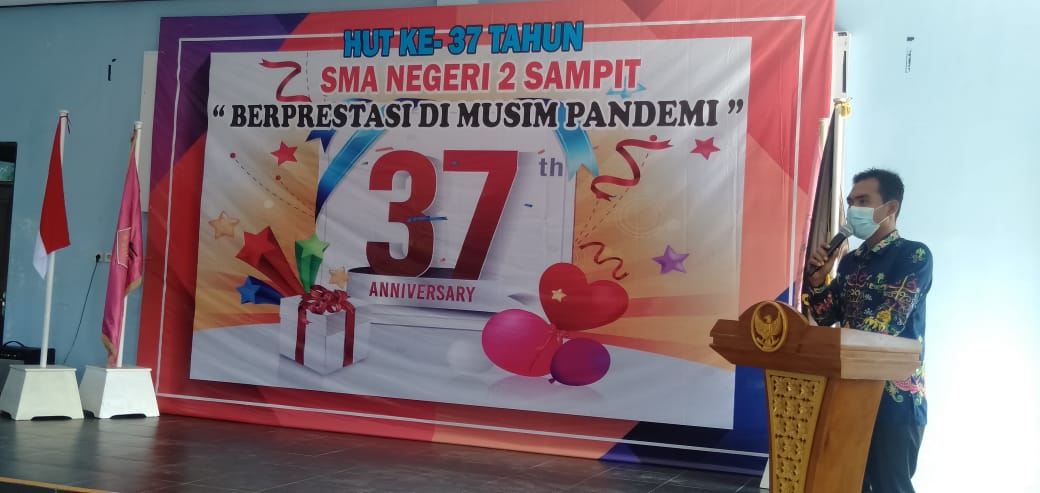 HUT KE- 37 TAHUN
SMA NEGERI 2 SAMPIT
“ BERPRESTASI DI MUSIM PANDEMI ”
37th
ANNIVERSARY